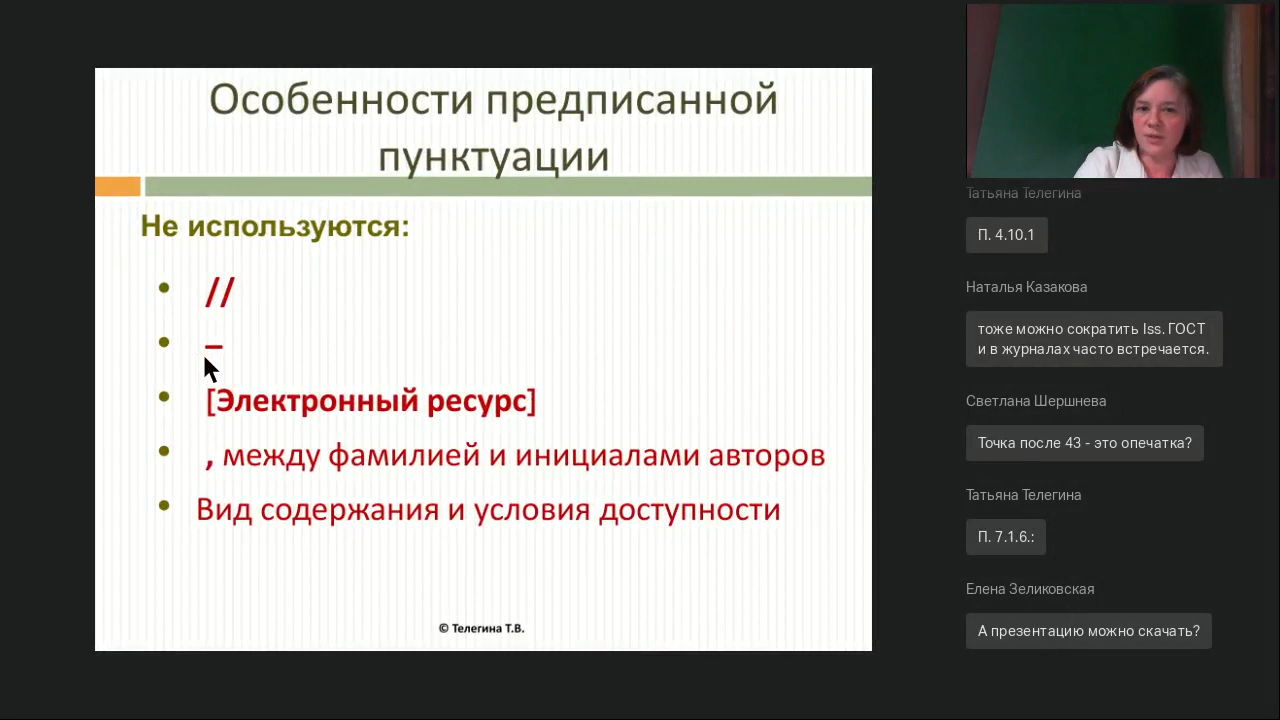 Особенности предписанной
пунктуации
Не используются:
• //
• –
• [Электронный ресурс]
• , между фамилией и инициалами авторов
• Вид содержания и условия доступности
© Телегина Т.В.
Татьяна Телегина
П. 4.10.1
Наталья Казакова
тоже можно сократить Iss. ГОСТ
и в журналах часто встречается.
Светлана Шершнева
Точка после 43 - это опечатка?
Татьяна Телегина
П. 7.1.6.:
Елена Зеликовская
А презентацию можно скачать?